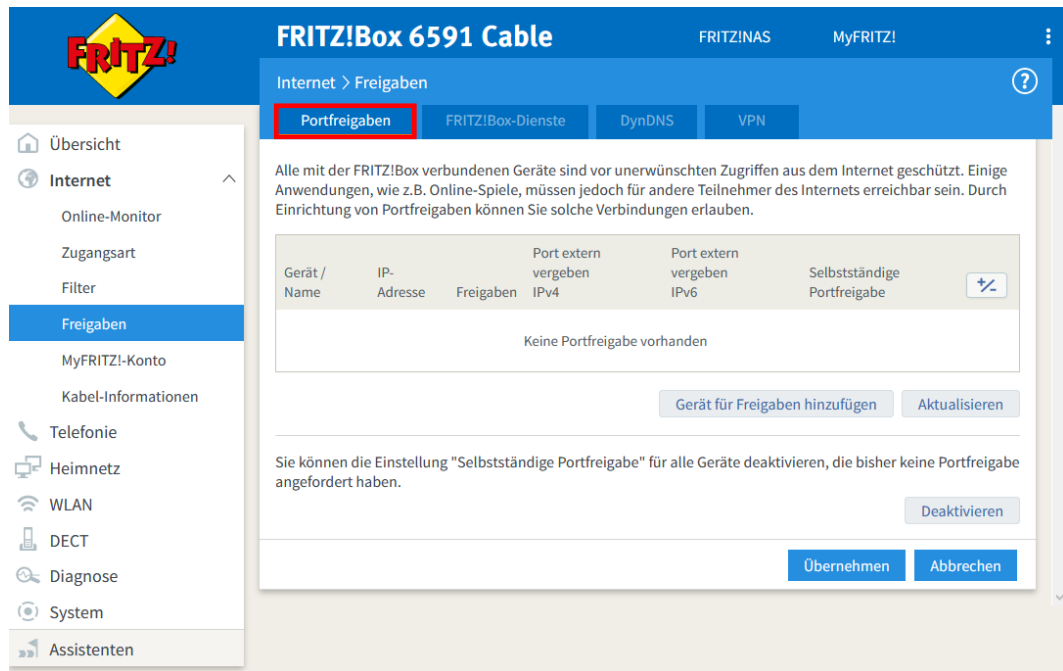 FRITZ!
FRITZ!Box 6591 Cable
FRITZ!NAS
MyFRITZ!
Internet > Freigaben
?
Portfreigaben
FRITZ!Box-Dienste
DynDNS
VPN
Übersicht
Internet
Online-Monitor
Zugangsart
Filter
Freigaben
MyFRITZ!-Konto
Kabel-Informationen
Telefonie
Heimnetz
WLAN
DECT
Diagnose
System
Assistenten
Alle mit der FRITZ!Box verbundenen Geräte sind vor unerwünschten Zugriffen aus dem Internet geschützt. Einige
Anwendungen, wie z.B. Online-Spiele, müssen jedoch für andere Teilnehmer des Internets erreichbar sein. Durch
Einrichtung von Portfreigaben können Sie solche Verbindungen erlauben.
Gerät /
Name
IP-
Adresse
Freigaben
Port extern
vergeben
IPv4
Port extern
vergeben
IPv6
Selbstständige
Portfreigabe
+/-
Keine Portfreigabe vorhanden
Gerät für Freigaben hinzufügen
Aktualisieren
Sie können die Einstellung "Selbstständige Portfreigabe" für alle Geräte deaktivieren, die bisher keine Portfreigabe
angefordert haben.
Deaktivieren
Übernehmen
Abbrechen